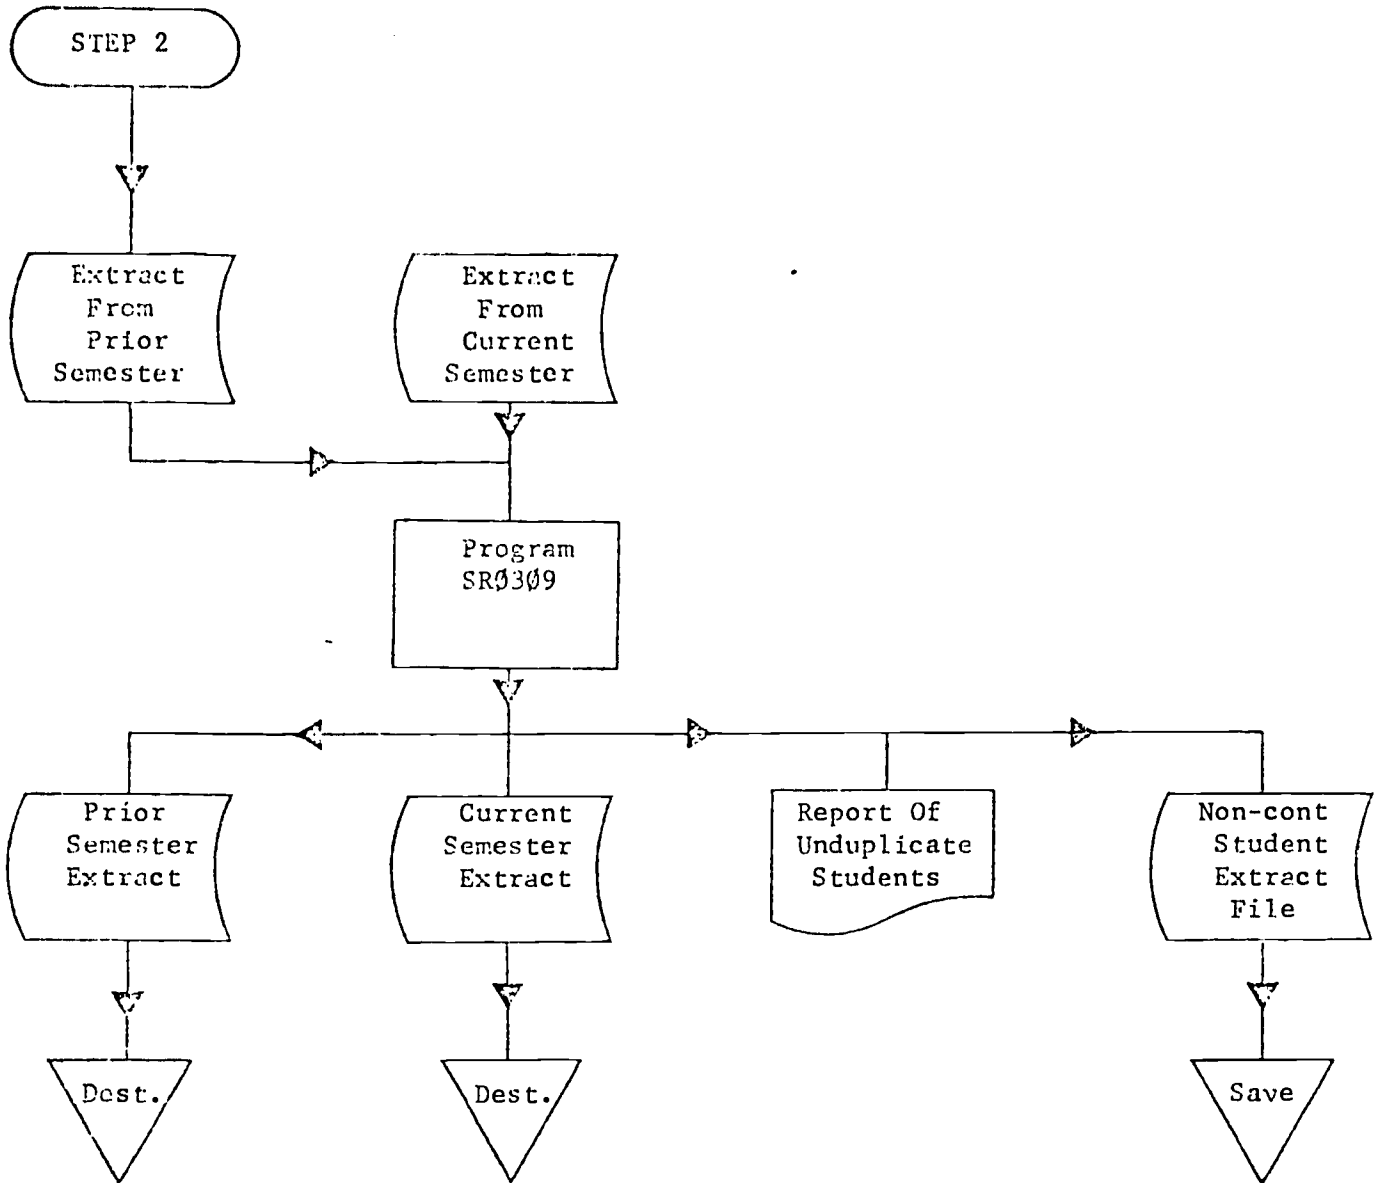 STEP 2
Extract
From
Prior
Semester
Extract
From
Current
Semester
Program
SRØ3Ø9
Prior
Semester
Extract
Current
Semester
Extract
Report Of
Unduplicate
Students
Non-cont
Student
Extract
File
Dest.
Dest.
Save